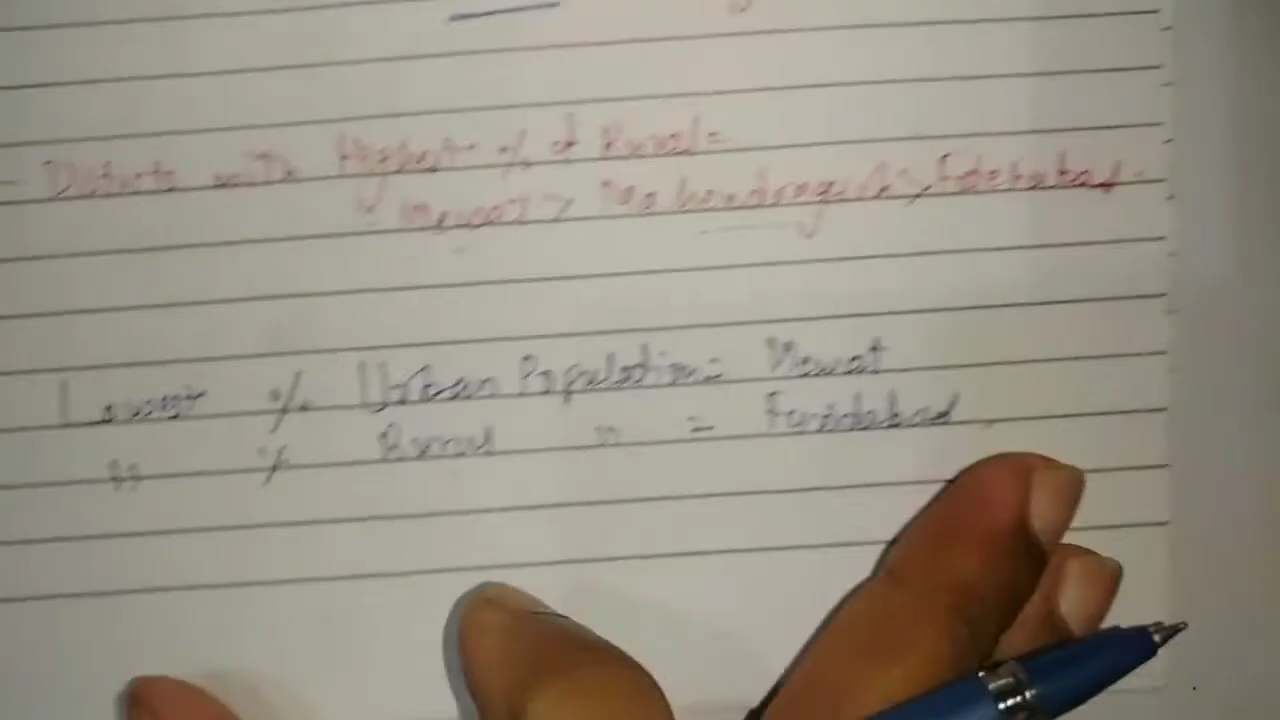 Districts with Highest % of Rural =
Mewat > Mahendragarh > Fatehabad
Lowest % Urban Population = Mewat
" % Rural " = Faridabad